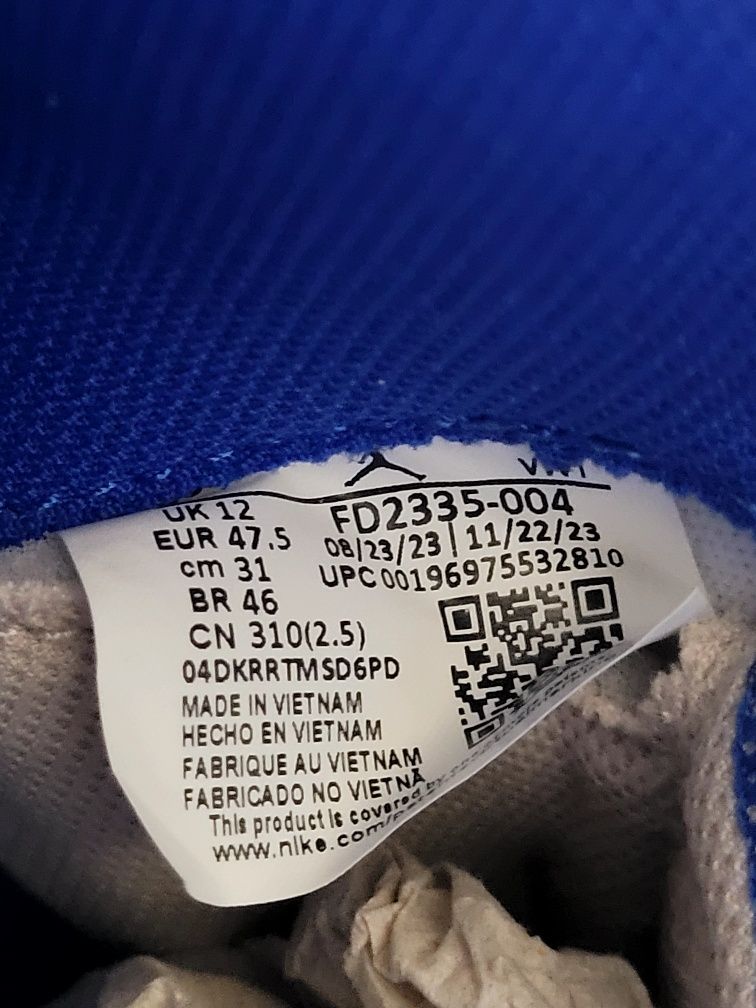 UK 12
EUR 47.5
cm 31
BR 46
CN 310(2.5)
04DKRRTMSD6PD
FD2335-004
08/23/23 | 11/22/23
UPC 00196975532810
MADE IN VIETNAM
HECHO EN VIETNAM
FABRIQUE AU VIETNAM
FABRICADO NO VIETNÃ
This product is covered by
www.nike.com/